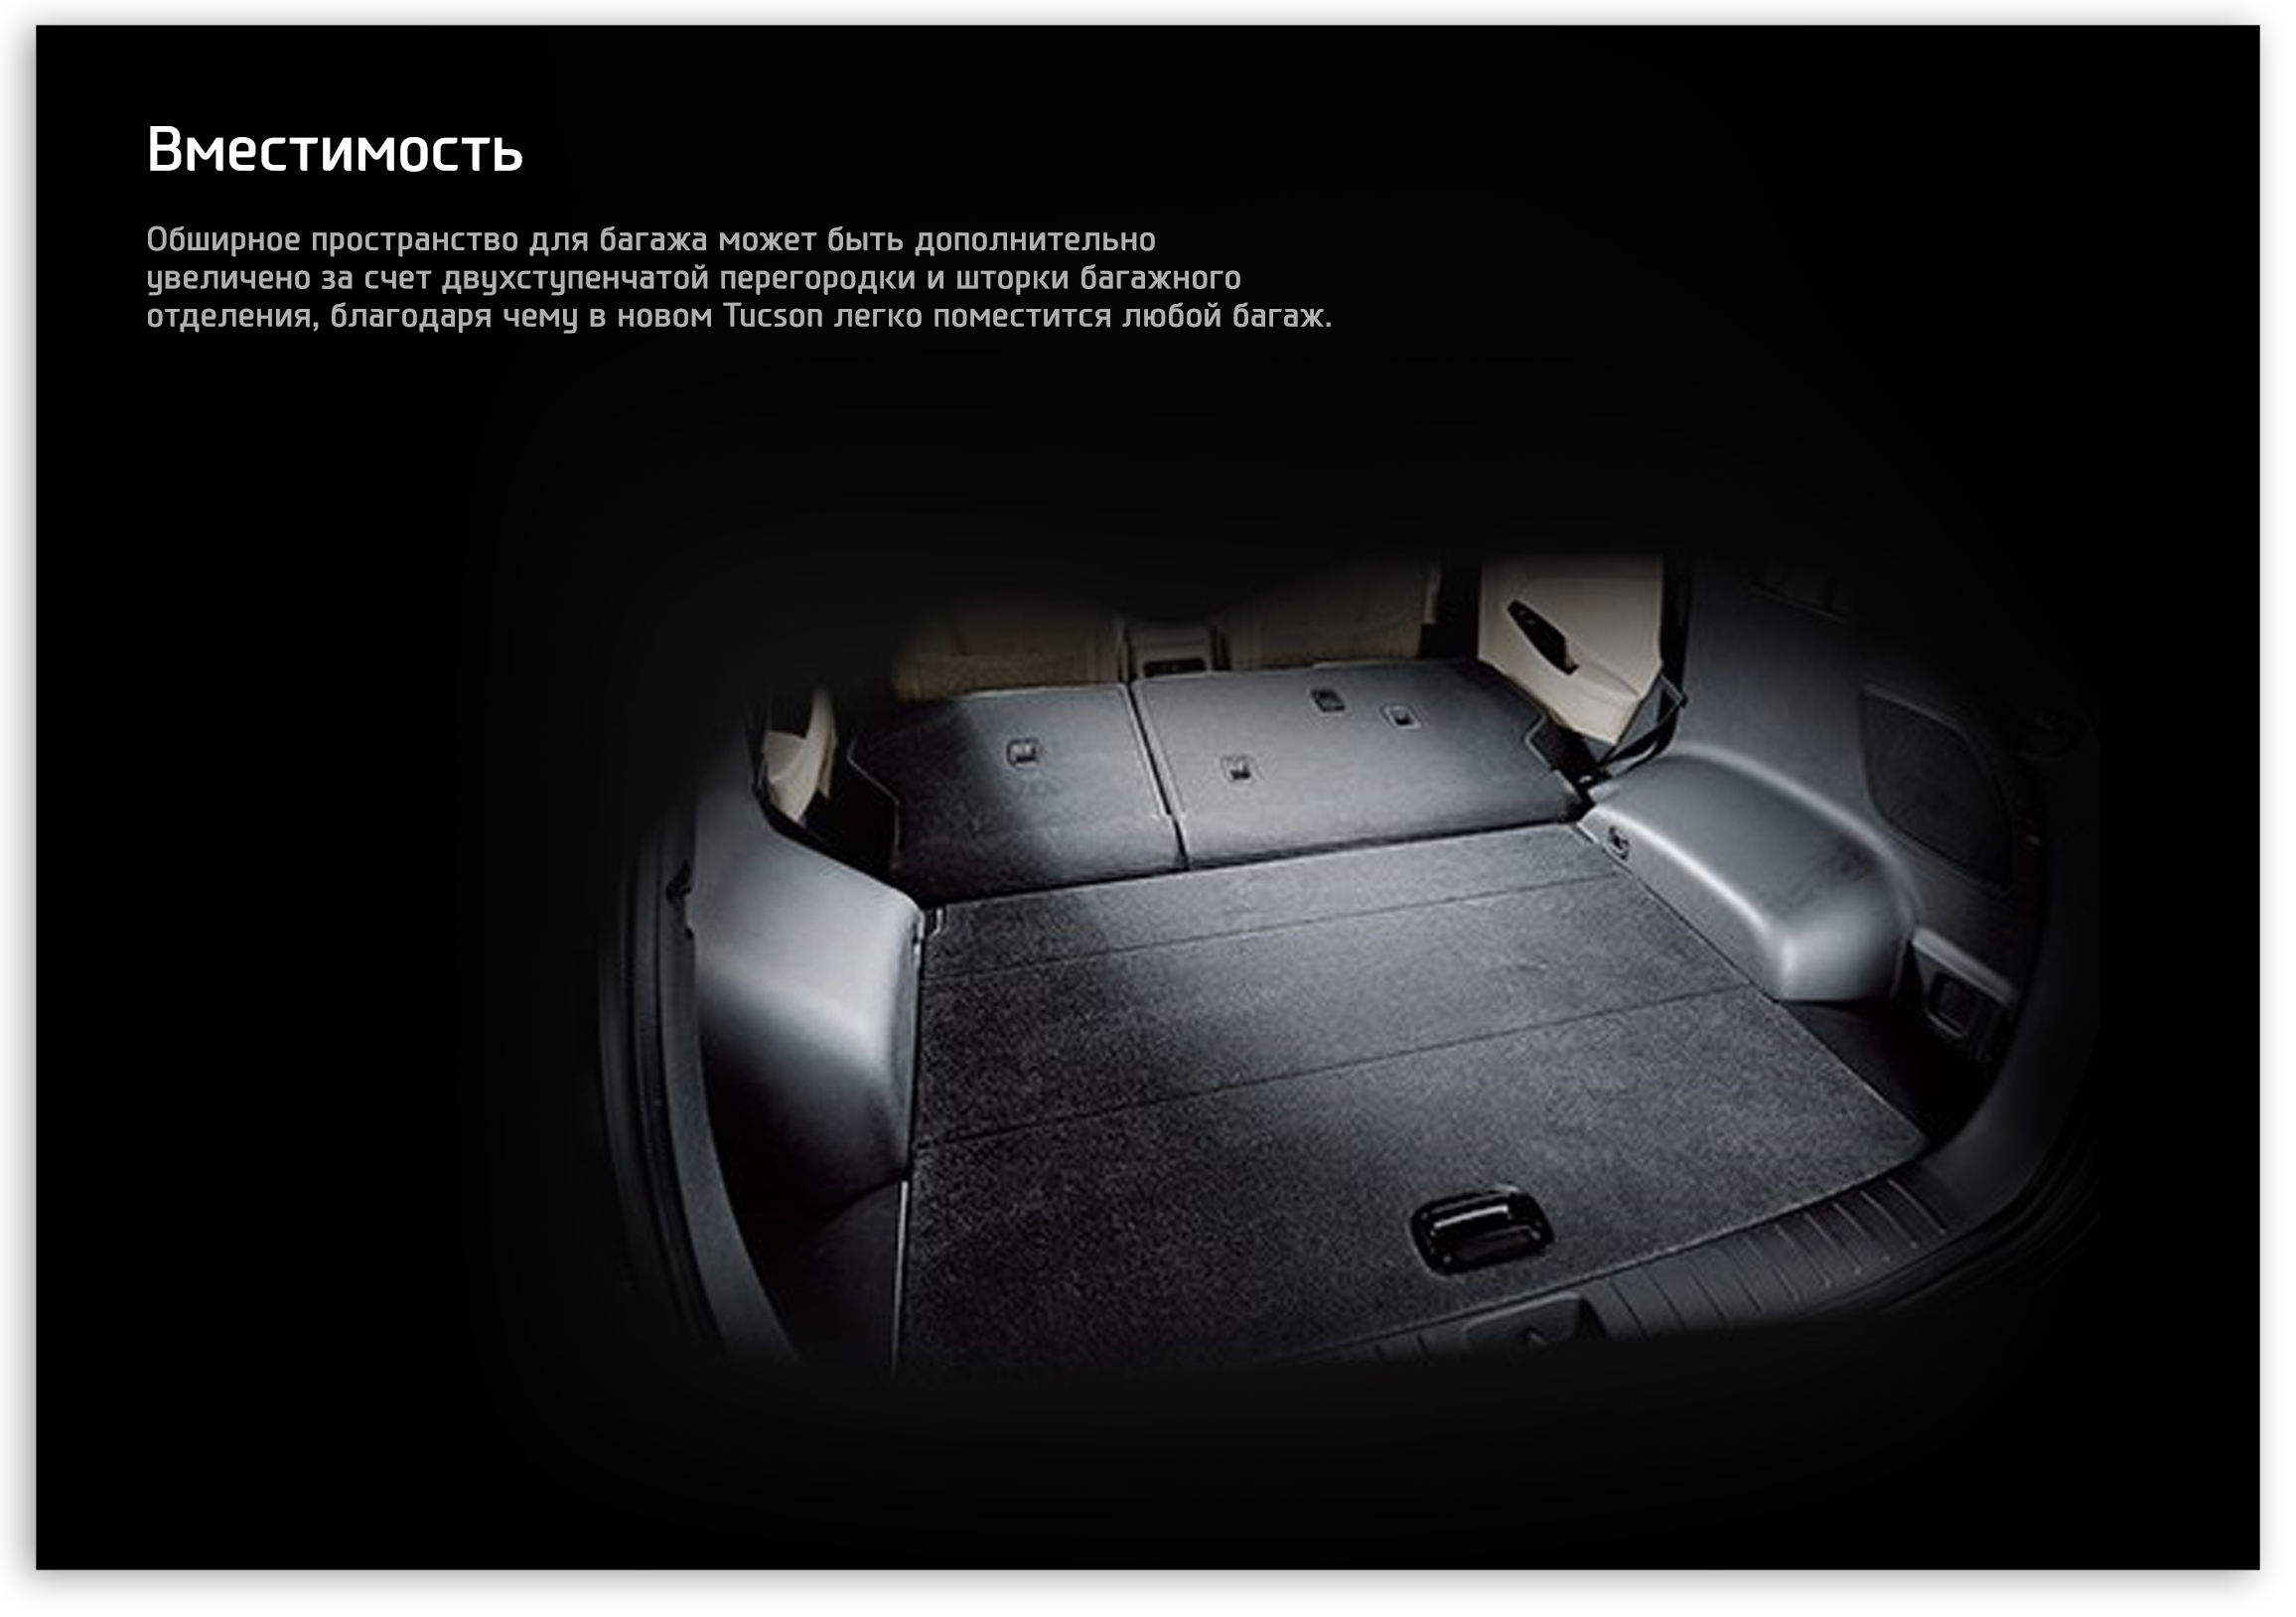 Вместимость
Обширное пространство для багажа может быть дополнительно
увеличено за счет двухступенчатой перегородки и шторки багажного
отделения, благодаря чему в новом Tucson легко поместится любой багаж.